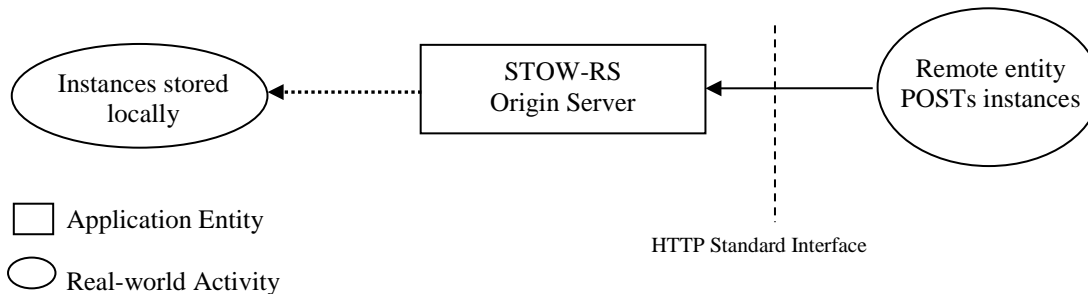 Instances stored
locally
STOW-RS
Origin Server
Remote entity
POSTs instances
Application Entity
HTTP Standard Interface
Real-world Activity